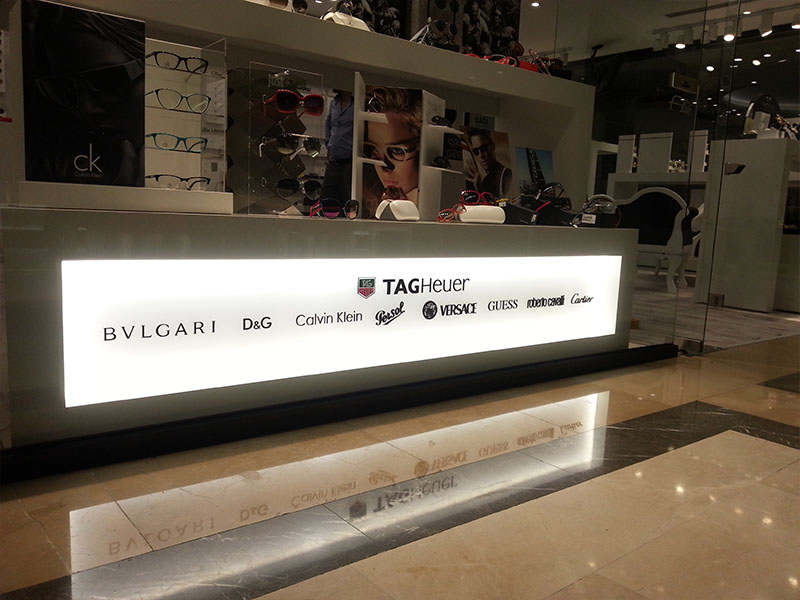 ck
Calvin Klein
TAGHeuer
BVLGARI D&G Calvin Klein Persol VERSACE GUESS roberto cavalli Cartier